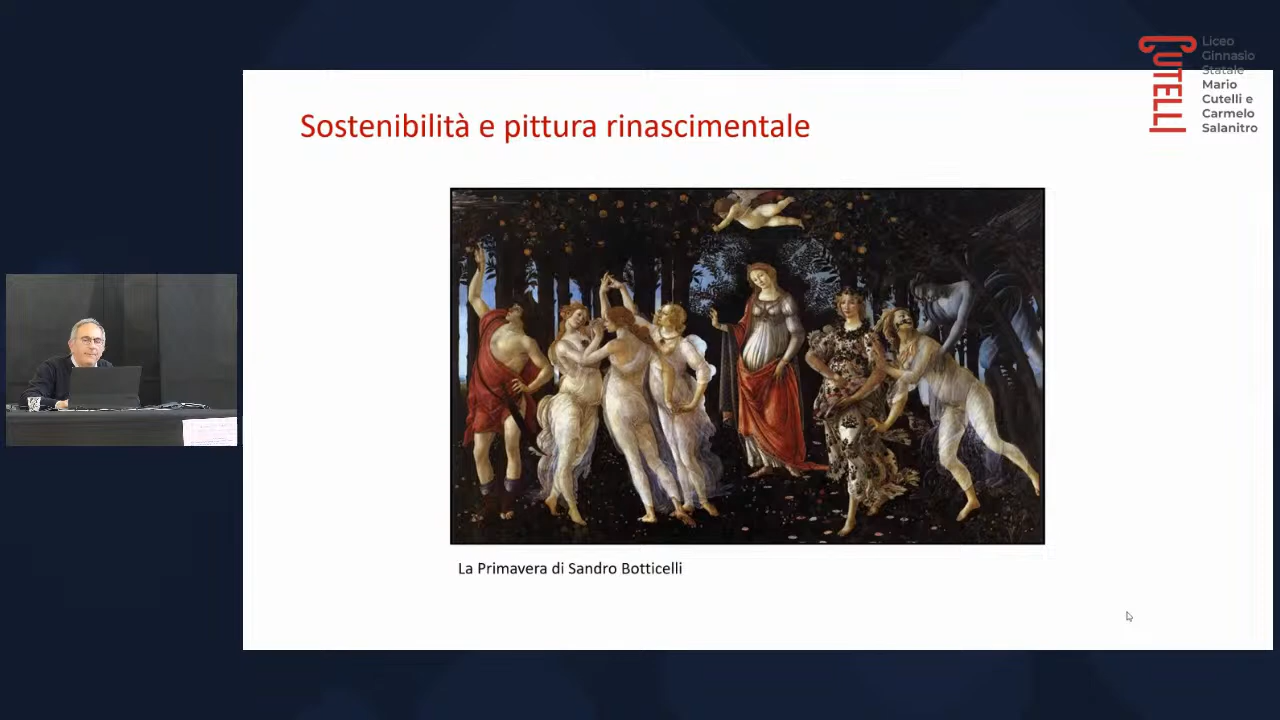 Sostenibilità e pittura rinascimentale
CUTELLI
Liceo
Ginnasio
Statale
Mario
Cutelli e
Carmelo
Salanitro
La Primavera di Sandro Botticelli